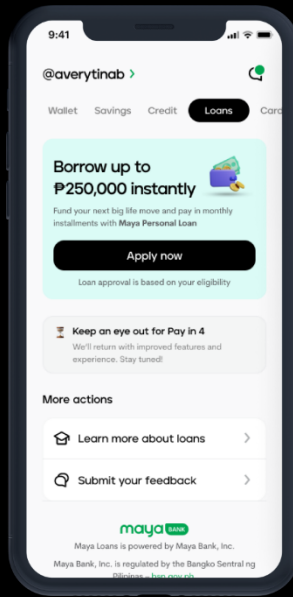 9:41
@averytinab >
Wallet Savings Credit Loans Card
Borrow up to
₱250,000 instantly
Fund your next big life move and pay in monthly
installments with Maya Personal Loan
Apply now
Loan approval is based on your eligibility
Keep an eye out for Pay in 4
We'll return with improved features and
experience. Stay tuned!
More actions
Learn more about loans
Submit your feedback
maya BANK
Maya Loans is powered by Maya Bank, Inc.
Maya Bank, Inc. is regulated by the Bangko Sentral ng
Pilipinas – bsp.gov.ph